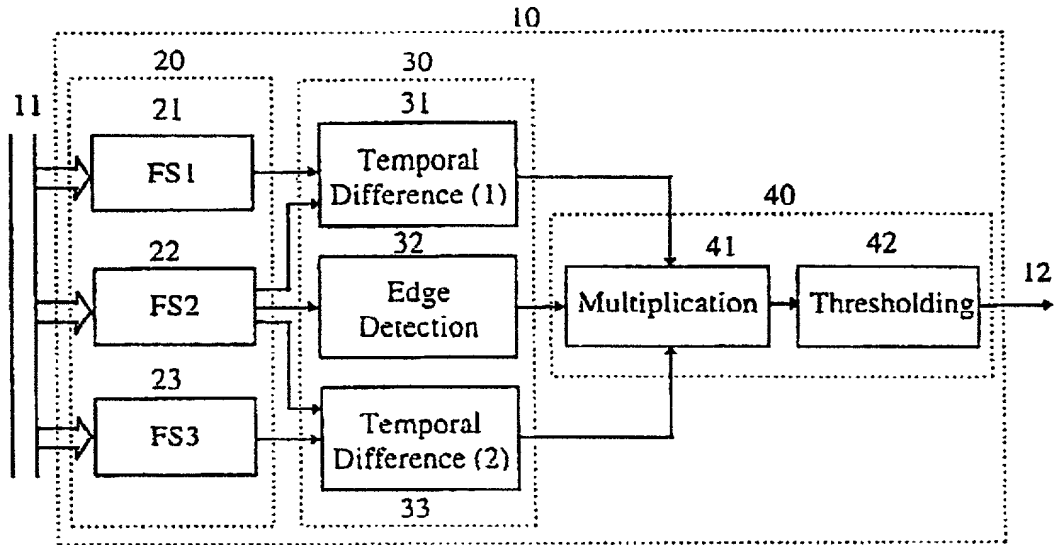 10
20
30
11
21
31
FS1
Temporal
Difference (1)
40
22
32
41
42
12
FS2
Edge
Detection
Multiplication
Thresholding
23
FS3
Temporal
Difference (2)
33